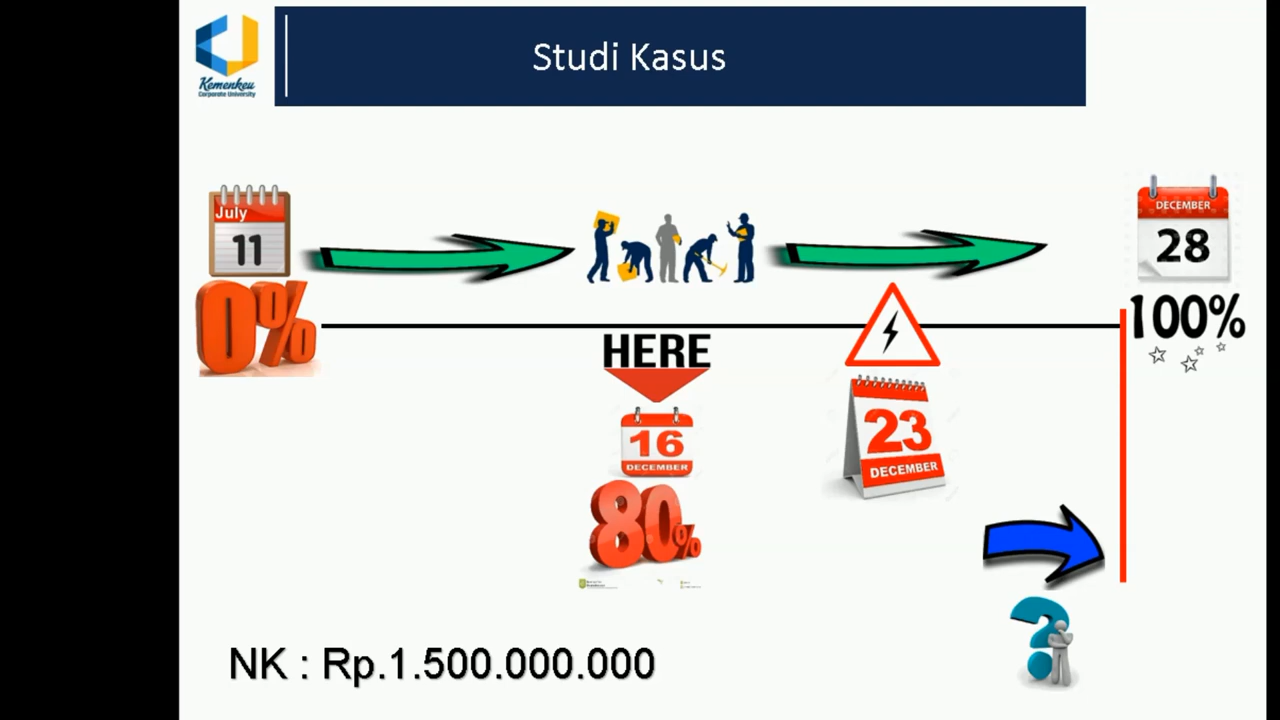 Kemenkeu
Corporate University
Studi Kasus
July
11
0%
DECEMBER
28
100%
HERE
16
DECEMBER
80%
23
DECEMBER
?
NK : Rp.1.500.000.000